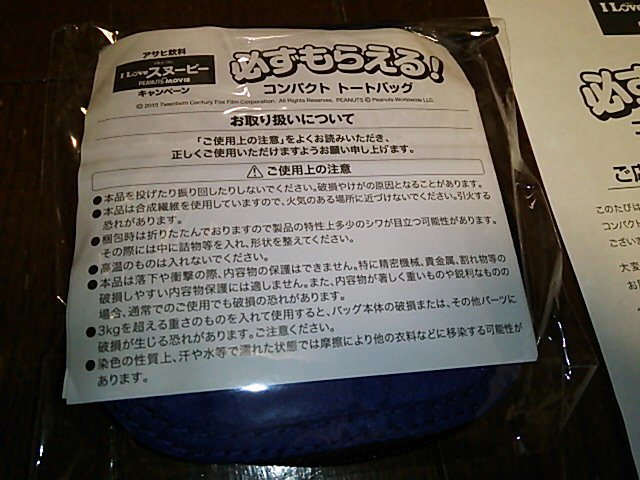 アサヒ飲料
I Love スヌーピー
PEANUTS MOVIE
キャンペーン
必ずもらえる!
コンパクト トートバッグ
© 2015 Twentieth Century Fox Film Corporation. All Rights Reserved. PEANUTS © Peanuts Worldwide LLC
お取り扱いについて
「ご使用上の注意」をよくお読みいただき、
正しくご使用いただけますようお願い申し上げます。
⚠ ご使用上の注意
●本品を投げたり振り回したりしないでください。破損やけがの原因となることがあります。
●本品は合成繊維を使用していますので、火気のある場所に近づけないでください。引火する
恐れがあります。
●梱包時は折りたたんでおりますので製品の特性上多少のシワが目立つ可能性があります。
その際には中に詰物等を入れ、形状を整えてください。
●高温のものは入れないでください。
●本品は落下や衝撃の際、内容物の保護はできません。特に精密機械、貴金属、割れ物等の
破損しやすい内容物保護には適しません。また、内容物が著しく重いものや鋭利なものの
場合、通常でのご使用でも破損の恐れがあります。
●3kgを超える重さのものを入れて使用すると、バッグ本体の破損または、その他パーツに
破損が生じる恐れがあります。ご注意ください。
●染色の性質上、汗や水等で濡れた状態では摩擦により他の衣料などに移染する可能性が
あります。
I Love
必ず
コン
ご応
このたびは
コンパクト
ござい
大変
お届